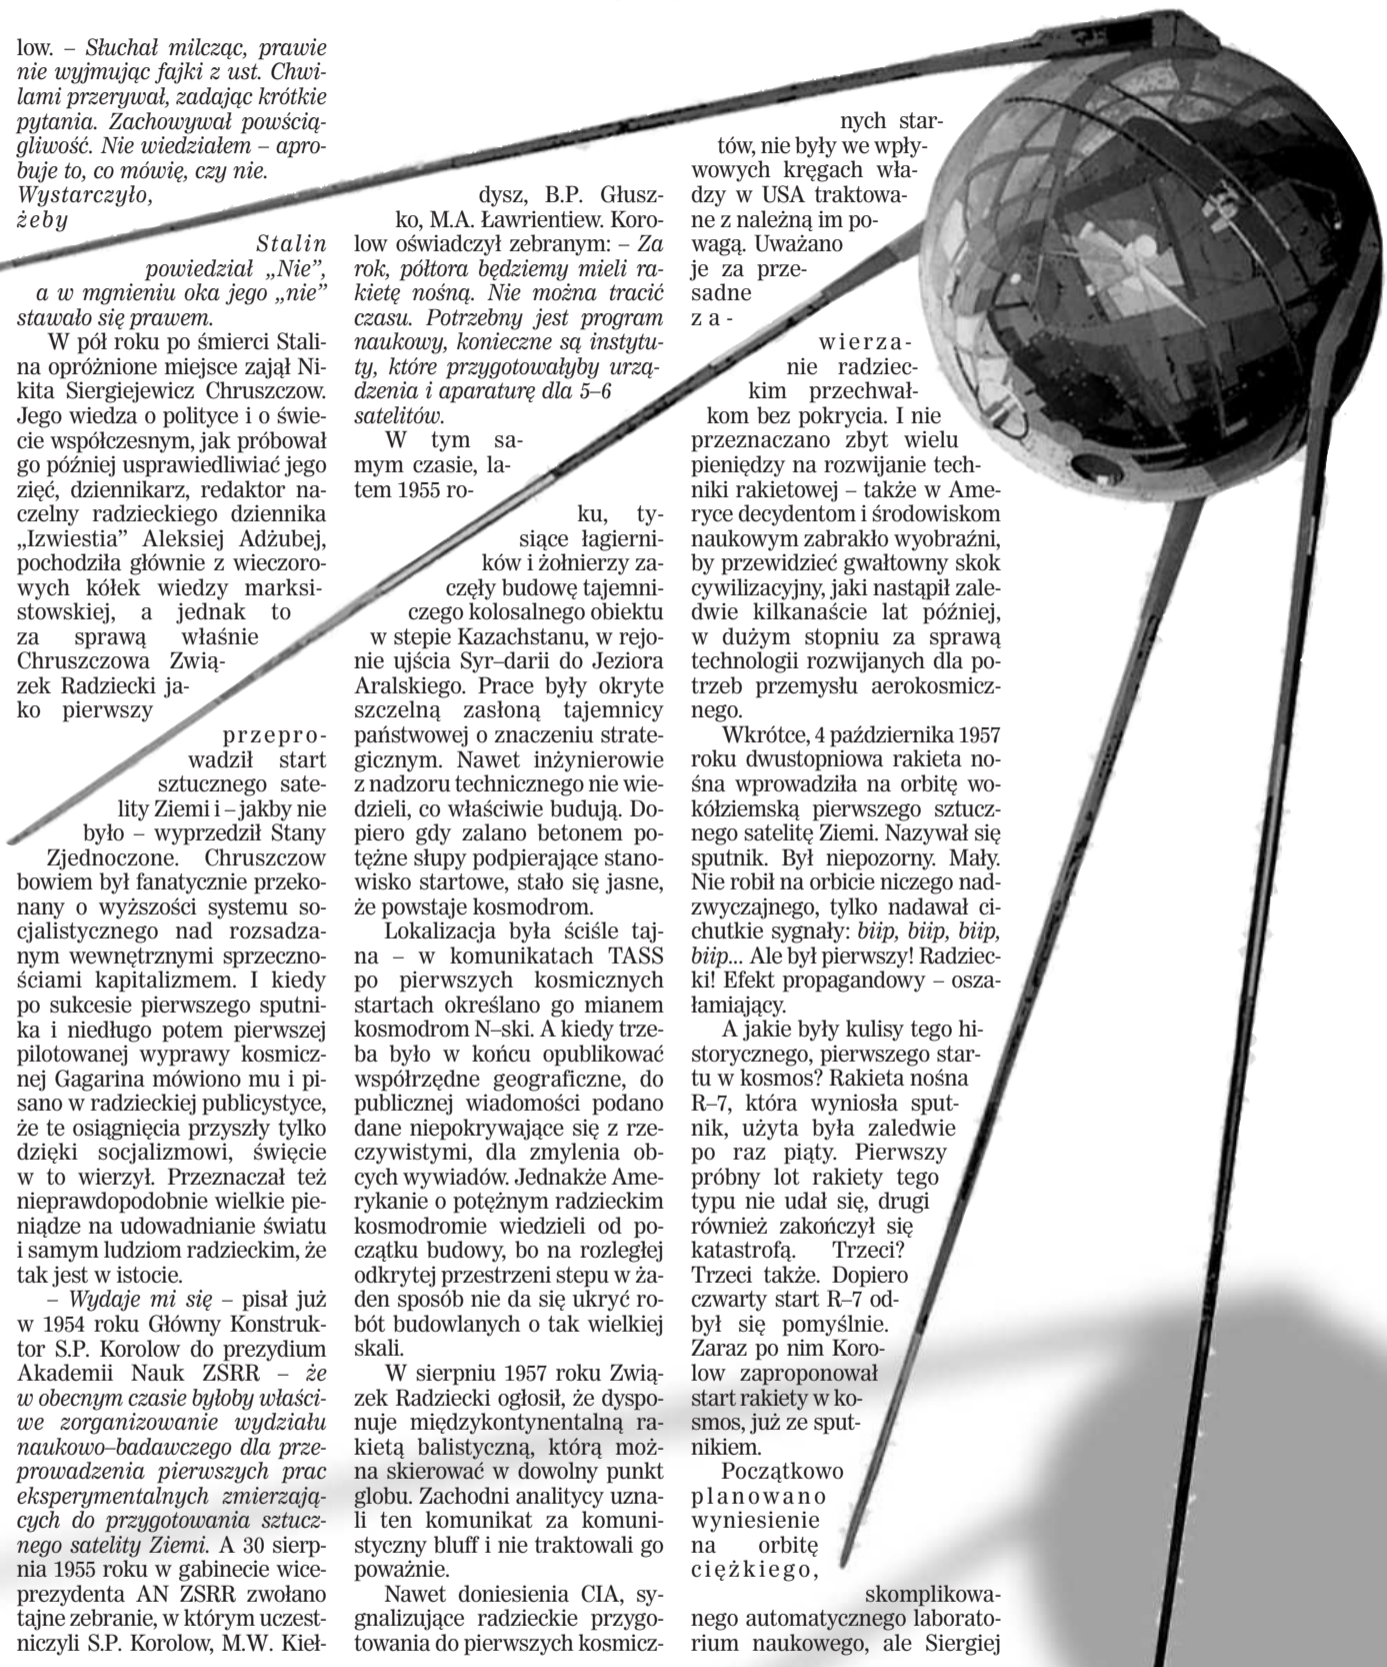 low. – Słuchał milcząc, prawie
nie wyjmując fajki z ust. Chwi-
lami przerywał, zadając krótkie
pytania. Zachowywał powścią-
gliwość. Nie wiedziałem – apro-
buje to, co mówię, czy nie.
Wystarczyło,
żeby
Stalin
powiedział „Nie”,
a w mgnieniu oka jego „nie”
stawało się prawem.
W pół roku po śmierci Stali-
na opróżnione miejsce zajął Ni-
kita Siergiejewicz Chruszczow.
Jego wiedza o polityce i o świe-
cie współczesnym, jak próbował
go później usprawiedliwiać jego
zięć, dziennikarz, redaktor na-
czelny radzieckiego dziennika
„Izwiestia” Aleksiej Adżubej,
pochodziła głównie z wieczoro-
wych kółek wiedzy marksi-
stowskiej, a jednak to
za sprawą właśnie
Chruszczowa Zwią-
zek Radziecki ja-
ko pierwszy
przepro-
wadził start
sztucznego sate-
lity Ziemi i – jakby nie
było – wyprzedził Stany
Zjednoczone. Chruszczow
bowiem był fanatycznie przeko-
nany o wyższości systemu so-
cjalistycznego nad rozsadza-
nym wewnętrznymi sprzeczno-
ściami kapitalizmem. I kiedy
po sukcesie pierwszego sputni-
ka i niedługo potem pierwszej
pilotowanej wyprawy kosmicz-
nej Gagarina mówiono mu i pi-
sano w radzieckiej publicystyce,
że te osiągnięcia przyszły tylko
dzięki socjalizmowi, święcie
w to wierzył. Przeznaczał też
nieprawdopodobnie wielkie pie-
niądze na udowadnianie światu
i samym ludziom radzieckim, że
tak jest w istocie.
– Wydaje mi się – pisał już
w 1954 roku Główny Konstruk-
tor S.P. Korolow do prezydium
Akademii Nauk ZSRR – że
w obecnym czasie byłoby właści-
we zorganizowanie wydziału
naukowo–badawczego dla prze-
prowadzenia pierwszych prac
eksperymentalnych zmierzają-
cych do przygotowania sztucz-
nego satelity Ziemi. A 30 sierp-
nia 1955 roku w gabinecie wice-
prezydenta AN ZSRR zwołano
tajne zebranie, w którym uczest-
niczyli S.P. Korolow, M.W. Kieł-
dysz, B.P. Głusz-
ko, M.A. Ławrientiew. Koro-
low oświadczył zebranym: – Za
rok, półtora będziemy mieli ra-
kietę nośną. Nie można tracić
czasu. Potrzebny jest program
naukowy, konieczne są instytu-
ty, które przygotowałyby urzą-
dzenia i aparaturę dla 5–6
satelitów.
W tym sa-
mym czasie, la-
tem 1955 ro-
ku, ty-
siące łagierni-
ków i żołnierzy za-
częły budowę tajemni-
czego kolosalnego obiektu
w stepie Kazachstanu, w rejo-
nie ujścia Syr–darii do Jeziora
Aralskiego. Prace były okryte
szczelną zasłoną tajemnicy
państwowej o znaczeniu strate-
gicznym. Nawet inżynierowie
z nadzoru technicznego nie wie-
dzieli, co właściwie budują. Do-
piero gdy zalano betonem po-
tężne słupy podpierające stano-
wisko startowe, stało się jasne,
że powstaje kosmodrom.
Lokalizacja była ściśle taj-
na – w komunikatach TASS
po pierwszych kosmicznych
startach określano go mianem
kosmodrom N–ski. A kiedy trze-
ba było w końcu opublikować
współrzędne geograficzne, do
publicznej wiadomości podano
dane niepokrywające się z rze-
czywistymi, dla zmylenia ob-
cych wywiadów. Jednakże Ame-
rykanie o potężnym radzieckim
kosmodromie wiedzieli od po-
czątku budowy, bo na rozległej
odkrytej przestrzeni stepu w ża-
den sposób nie da się ukryć ro-
bót budowlanych o tak wielkiej
skali.
W sierpniu 1957 roku Zwią-
zek Radziecki ogłosił, że dyspo-
nuje międzykontynentalną ra-
kietą balistyczną, którą moż-
na skierować w dowolny punkt
globu. Zachodni analitycy uzna-
li ten komunikat za komuni-
styczny bluff i nie traktowali go
poważnie.
Nawet doniesienia CIA, sy-
gnalizujące radzieckie przygo-
towania do pierwszych kosmicz-
nych star-
tów, nie były we wpły-
wowych kręgach wła-
dzy w USA traktowa-
ne z należną im po-
wagą. Uważano
je za prze-
sadne
za-
wierza-
nie radziec-
kim przechwał-
kom bez pokrycia. I nie
przeznaczano zbyt wielu
pieniędzy na rozwijanie tech-
niki rakietowej – także w Ame-
ryce decydentom i środowiskom
naukowym zabrakło wyobraźni,
by przewidzieć gwałtowny skok
cywilizacyjny, jaki nastąpił zale-
dwie kilkanaście lat później,
w dużym stopniu za sprawą
technologii rozwijanych dla po-
trzeb przemysłu aerokosmicz-
nego.
Wkrótce, 4 października 1957
roku dwustopniowa rakieta no-
śna wprowadziła na orbitę wo-
kółziemską pierwszego sztucz-
nego satelitę Ziemi. Nazywał się
sputnik. Był niepozorny. Mały.
Nie robił na orbicie niczego nad-
zwyczajnego, tylko nadawał ci-
chutkie sygnały: biip, biip, biip,
biip... Ale był pierwszy! Radziec-
ki! Efekt propagandowy – osza-
łamiający.
A jakie były kulisy tego hi-
storycznego, pierwszego star-
tu w kosmos? Rakieta nośna
R–7, która wyniosła sput-
nik, użyta była zaledwie
po raz piąty. Pierwszy
próbny lot rakiety tego
typu nie udał się, drugi
również zakończył się
katastrofą. Trzeci?
Trzeci także. Dopiero
czwarty start R–7 od-
był się pomyślnie.
Zaraz po nim Koro-
low zaproponował
start rakiety w ko-
smos, już ze sput-
nikiem.
Początkowo
planowano
wyniesienie
na orbitę
ciężkiego,
skomplikowa-
nego automatycznego laborato-
rium naukowego, ale Siergiej